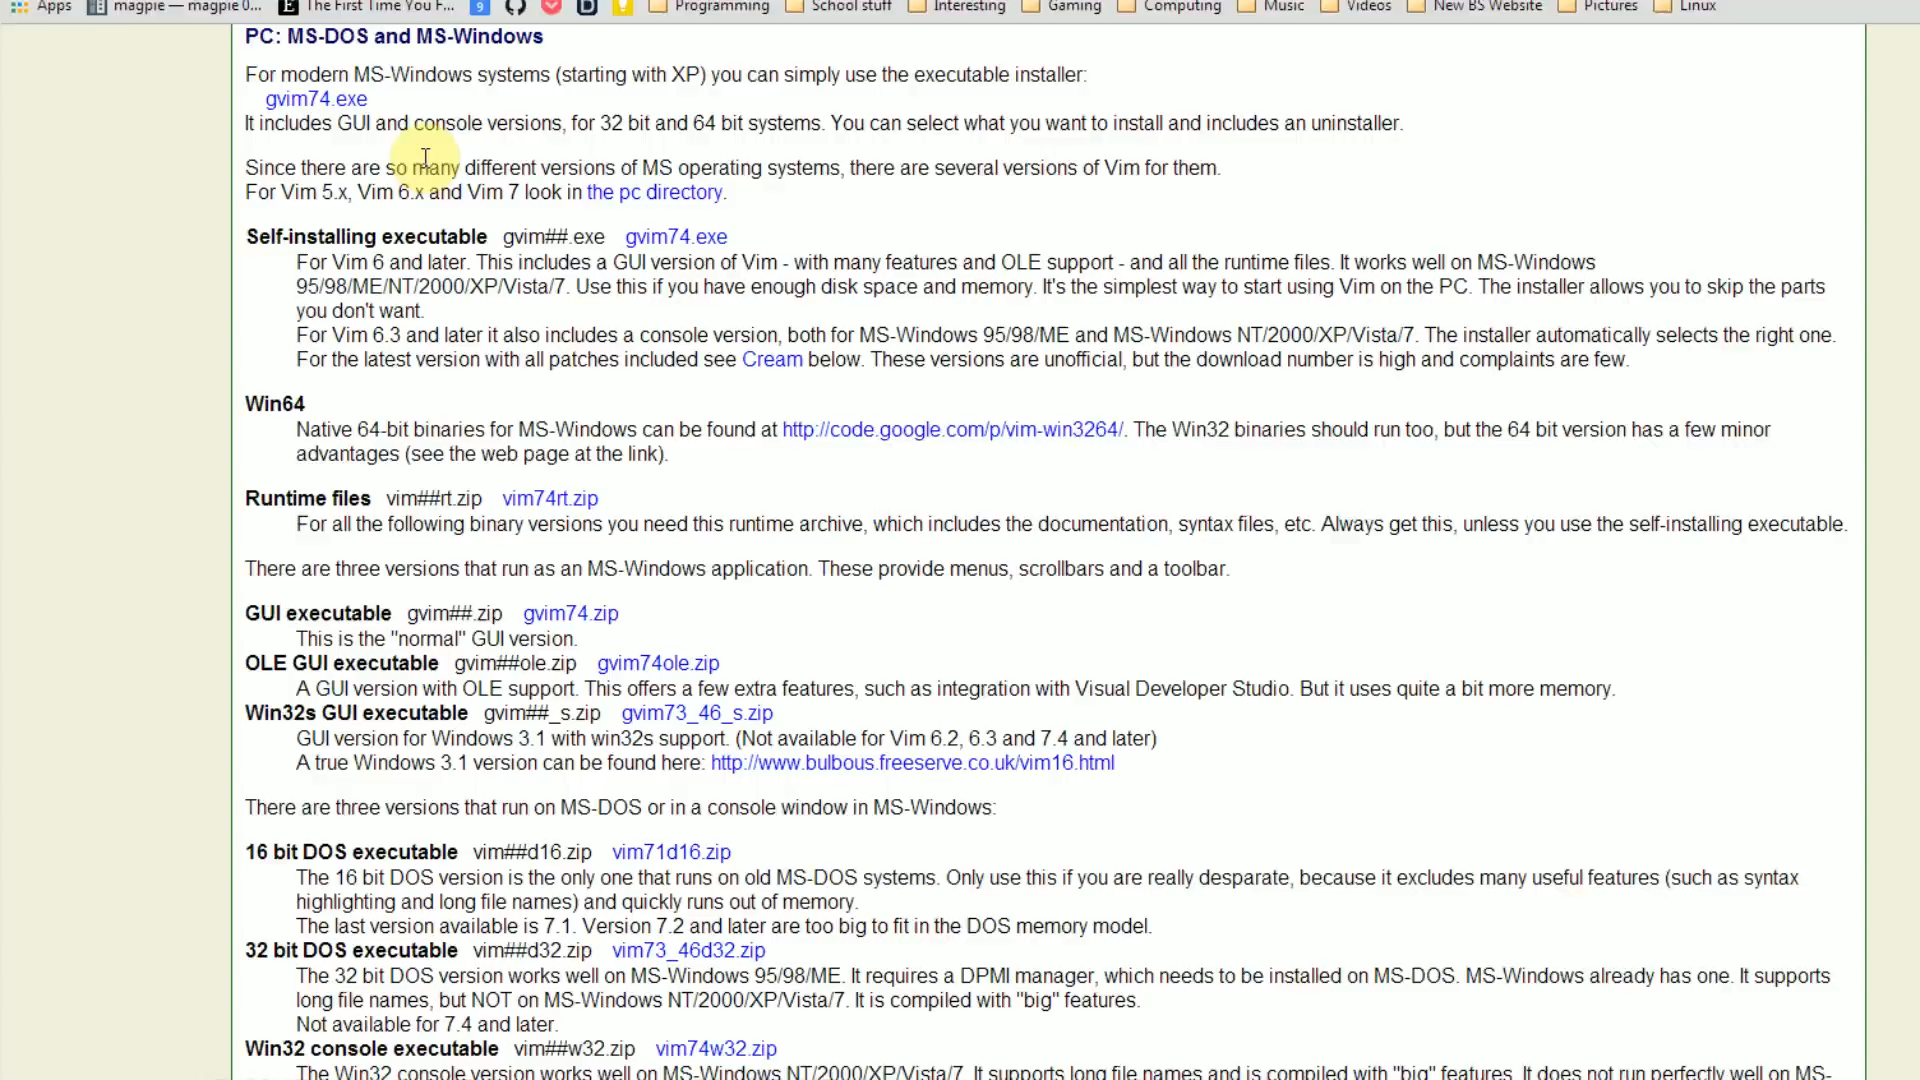 Apps magpie — magpie 0... E The First Time You F... 9 D Programming School stuff Interesting Gaming Computing Music Videos New BS Website Pictures Linux
PC: MS-DOS and MS-Windows
For modern MS-Windows systems (starting with XP) you can simply use the executable installer:
gvim74.exe
It includes GUI and console versions, for 32 bit and 64 bit systems. You can select what you want to install and includes an uninstaller.
Since there are so many different versions of MS operating systems, there are several versions of Vim for them.
For Vim 5.x, Vim 6.x and Vim 7 look in the pc directory.
Self-installing executable gvim##.exe gvim74.exe
For Vim 6 and later. This includes a GUI version of Vim - with many features and OLE support - and all the runtime files. It works well on MS-Windows
95/98/ME/NT/2000/XP/Vista/7. Use this if you have enough disk space and memory. It's the simplest way to start using Vim on the PC. The installer allows you to skip the parts
you don't want.
For Vim 6.3 and later it also includes a console version, both for MS-Windows 95/98/ME and MS-Windows NT/2000/XP/Vista/7. The installer automatically selects the right one.
For the latest version with all patches included see Cream below. These versions are unofficial, but the download number is high and complaints are few.
Win64
Native 64-bit binaries for MS-Windows can be found at http://code.google.com/p/vim-win3264/. The Win32 binaries should run too, but the 64 bit version has a few minor
advantages (see the web page at the link).
Runtime files vim##rt.zip vim74rt.zip
For all the following binary versions you need this runtime archive, which includes the documentation, syntax files, etc. Always get this, unless you use the self-installing executable.
There are three versions that run as an MS-Windows application. These provide menus, scrollbars and a toolbar.
GUI executable gvim##.zip gvim74.zip
This is the "normal" GUI version.
OLE GUI executable gvim##ole.zip gvim74ole.zip
A GUI version with OLE support. This offers a few extra features, such as integration with Visual Developer Studio. But it uses quite a bit more memory.
Win32s GUI executable gvim##_s.zip gvim73_46_s.zip
GUI version for Windows 3.1 with win32s support. (Not available for Vim 6.2, 6.3 and 7.4 and later)
A true Windows 3.1 version can be found here: http://www.bulbous.freeserve.co.uk/vim16.html
There are three versions that run on MS-DOS or in a console window in MS-Windows:
16 bit DOS executable vim##d16.zip vim71d16.zip
The 16 bit DOS version is the only one that runs on old MS-DOS systems. Only use this if you are really desparate, because it excludes many useful features (such as syntax
highlighting and long file names) and quickly runs out of memory.
The last version available is 7.1. Version 7.2 and later are too big to fit in the DOS memory model.
32 bit DOS executable vim##d32.zip vim73_46d32.zip
The 32 bit DOS version works well on MS-Windows 95/98/ME. It requires a DPMI manager, which needs to be installed on MS-DOS. MS-Windows already has one. It supports
long file names, but NOT on MS-Windows NT/2000/XP/Vista/7. It is compiled with "big" features.
Not available for 7.4 and later.
Win32 console executable vim##w32.zip vim74w32.zip
The Win32 console version works well on MS-Windows NT/2000/XP/Vista/7. It supports long file names and is compiled with "big" features. It does not run perfectly well on MS-